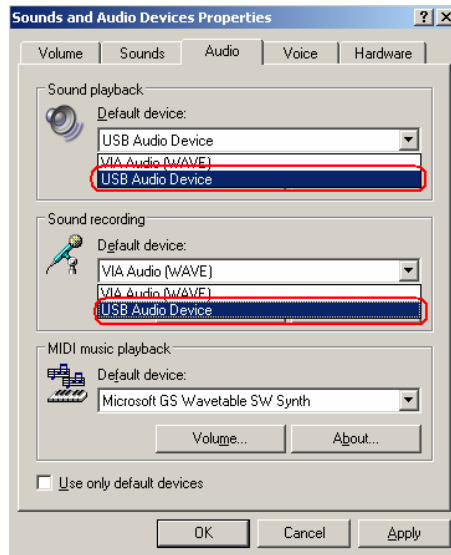 Sounds and Audio Devices Properties
Volume Sounds Audio Voice Hardware
Sound playback
Default device:
USB Audio Device
VIA Audio (WAVE)
USB Audio Device
Sound recording
Default device:
VIA Audio (WAVE)
VIA Audio (WAVE)
USB Audio Device
MIDI music playback
Default device:
Microsoft GS Wavetable SW Synth
Volume... About...
Use only default devices
OK Cancel Apply